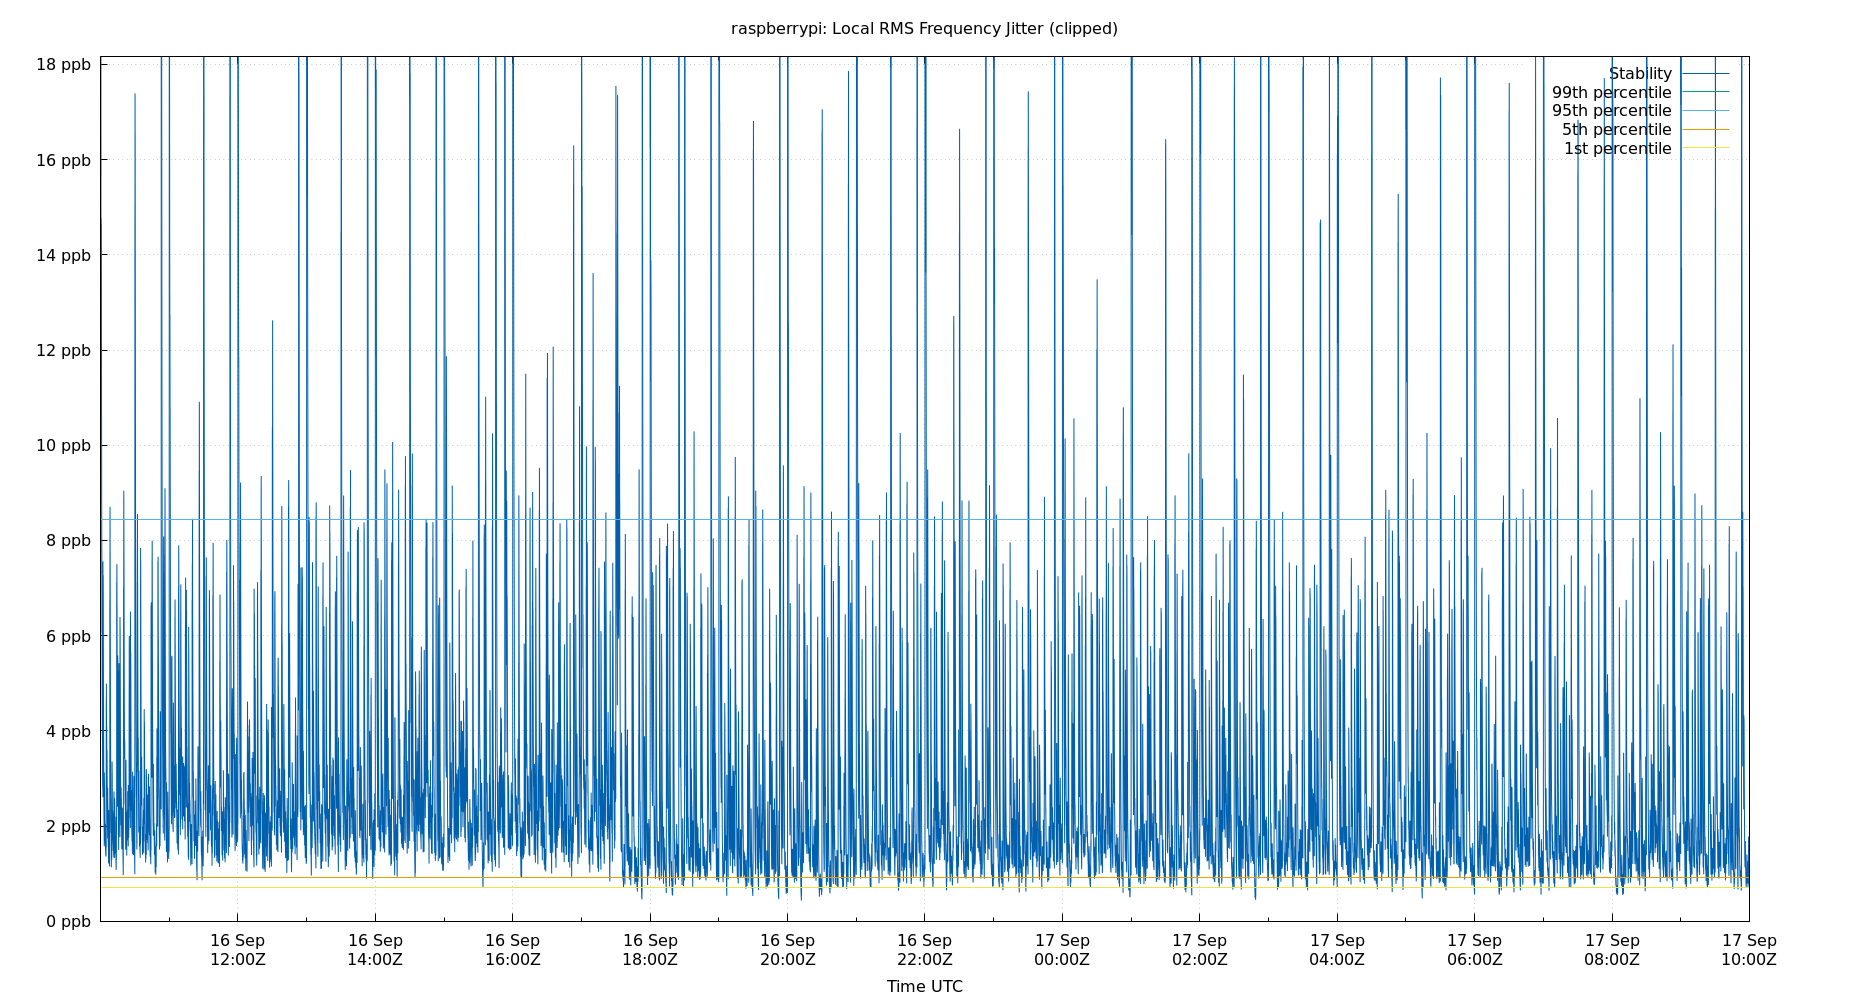 raspberrypi: Local RMS Frequency Jitter (clipped)
18 ppb
16 ppb
14 ppb
12 ppb
10 ppb
8 ppb
6 ppb
4 ppb
2 ppb
0 ppb
Stability
99th percentile
95th percentile
5th percentile
1st percentile
16 Sep 16 Sep 16 Sep 16 Sep 16 Sep 16 Sep 17 Sep 17 Sep 17 Sep 17 Sep 17 Sep 17 Sep
12:00Z 14:00Z 16:00Z 18:00Z 20:00Z 22:00Z 00:00Z 02:00Z 04:00Z 06:00Z 08:00Z 10:00Z
Time UTC